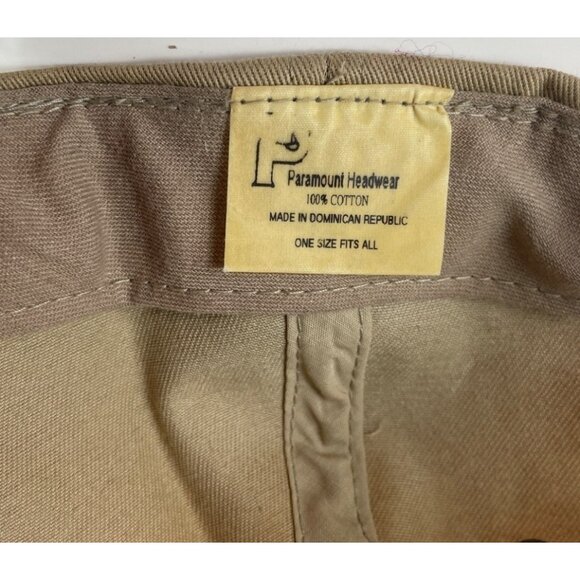 P
Paramount Headwear
100% COTTON
MADE IN DOMINICAN REPUBLIC
ONE SIZE FITS ALL